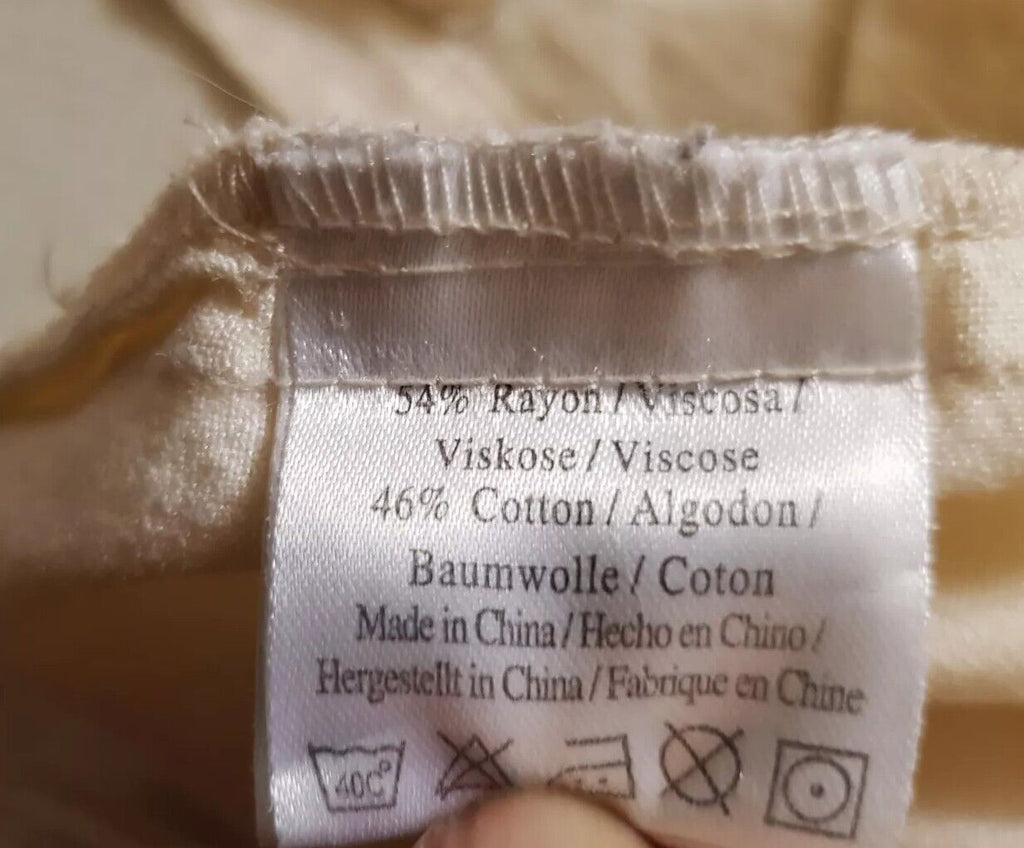 54% Rayon / Viscosa /
Viskose / Viscose
46% Cotton / Algodon /
Baumwolle / Coton
Made in China / Hecho en Chino /
Hergestellt in China / Fabrique en Chine
40C°